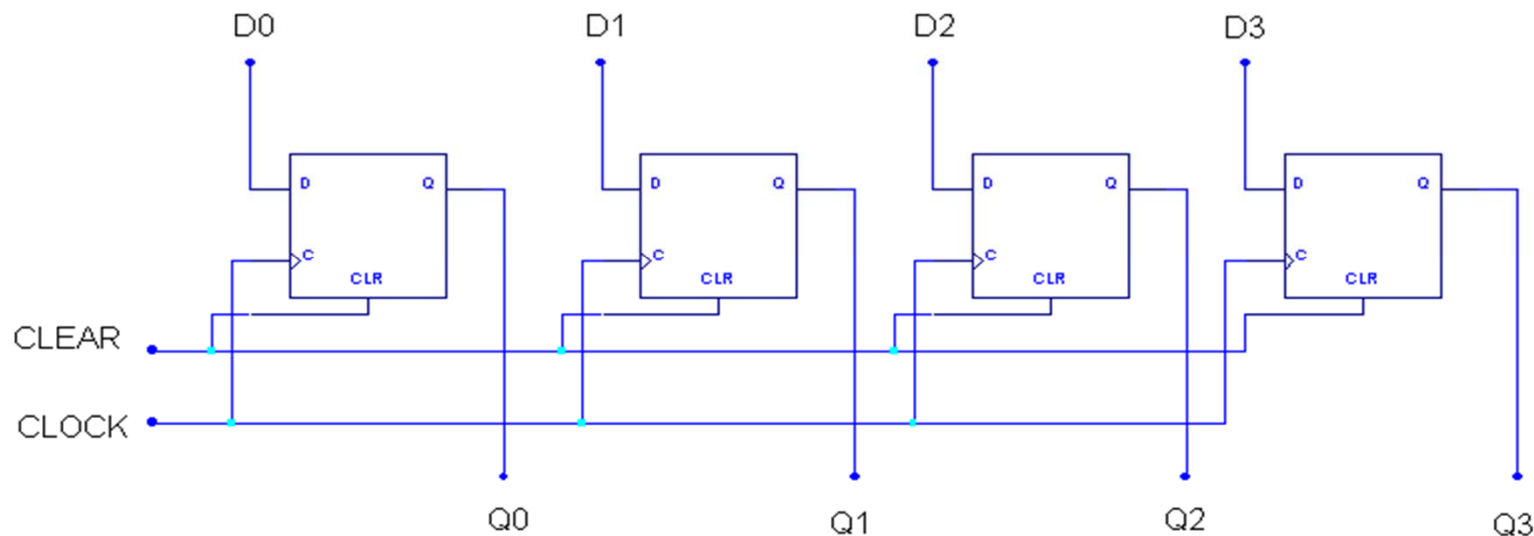 D0 D1 D2 D3
D Q D Q D Q D Q
C C C C
CLR CLR CLR CLR
CLEAR
CLOCK
Q0 Q1 Q2 Q3